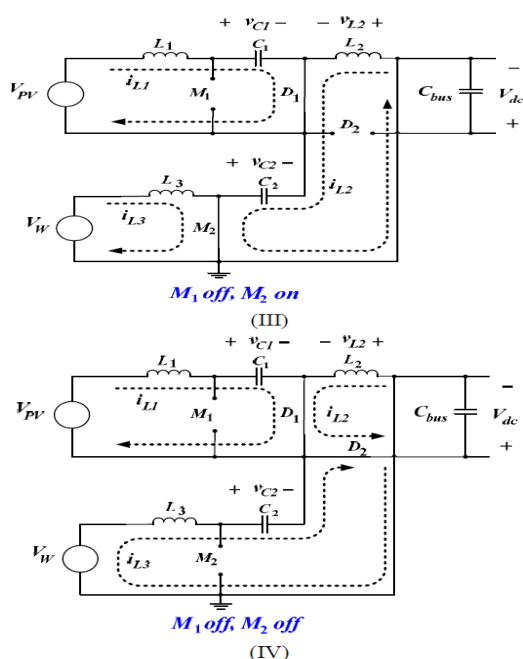 + vC1 −
− vL2 +
L1
C1
L2
iL1
M1
D1
VPV
Cbus
−
Vdc
+
D2
+ vC2 −
L3
C2
iL2
iL3
M2
VW
M1 off, M2 on
(III)
+ vC1 −
− vL2 +
L1
C1
L2
iL1
M1
D1
iL2
VPV
Cbus
−
Vdc
+
D2
+ vC2 −
L3
C2
M2
VW
iL3
M1 off, M2 off
(IV)